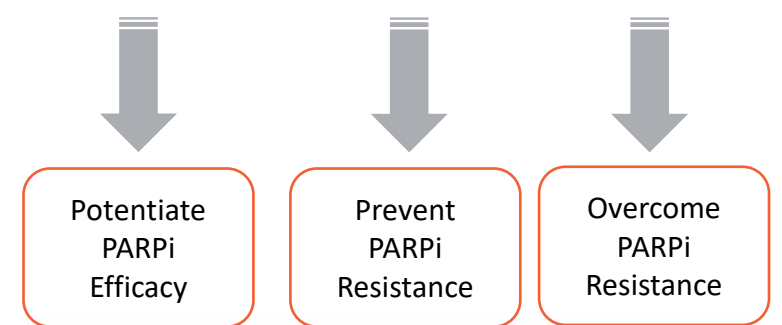 Potentiate
PARPi
Efficacy
Prevent
PARPi
Resistance
Overcome
PARPi
Resistance